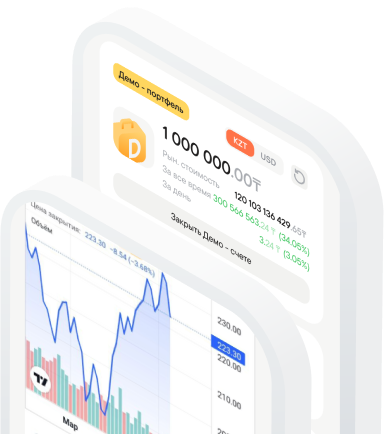 Демо - портфель
KZT
USD
D
1 000 000.00₸
Рын. стоимость
120 103 136 429.65₸
За все время
300 566 563.24 ₸ (34.05%)
За день
3.24 ₸ (3.05%)
Закрыть Демо - счете
Цена закрытия:
223.30 -8.54 (-3.68%)
Объём
230.00
223.30
220.00
210.00
Мар